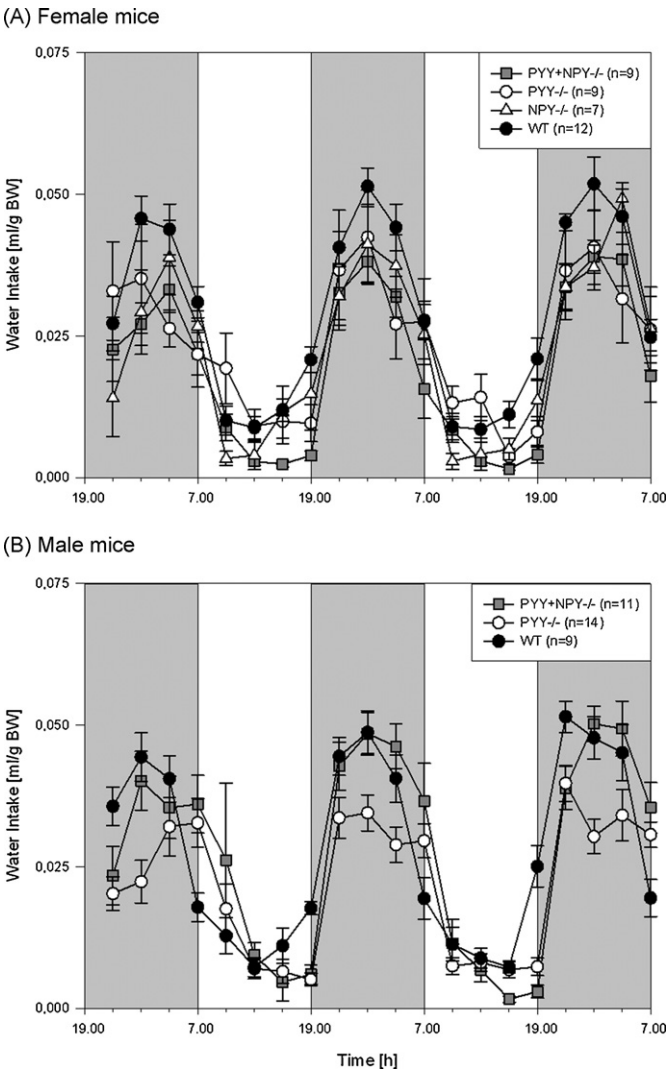 (A) Female mice
0,075
PYY+NPY-/- (n=9)
PYY-/- (n=9)
NPY-/- (n=7)
WT (n=12)
0,050
Water Intake [ml/g BW]
0,025
0,000
19.00 7.00 19.00 7.00 19.00 7.00
(B) Male mice
0,075
PYY+NPY-/- (n=11)
PYY-/- (n=14)
WT (n=9)
0,050
Water Intake [ml/g BW]
0,025
0,000
19.00 7.00 19.00 7.00 19.00 7.00
Time [h]